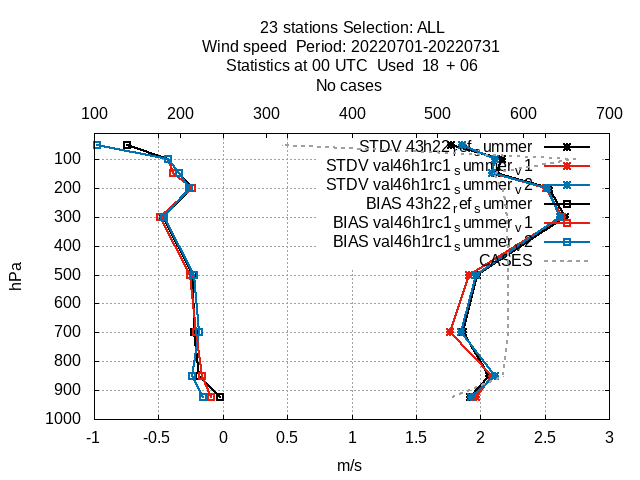 23 stations Selection: ALL
Wind speed  Period: 20220701-20220731
Statistics at 00 UTC  Used  18  + 06
No cases
100 200 300 400 500 600 700
STDV 43h22_ref_summer
STDV val46h1rc1_summer_v1
STDV val46h1rc1_summer_v2
BIAS 43h22_ref_summer
BIAS val46h1rc1_summer_v1
BIAS val46h1rc1_summer_v2
CASES
100
200
300
400
500
600
700
800
900
1000
hPa
-1 -0.5 0 0.5 1 1.5 2 2.5 3
m/s